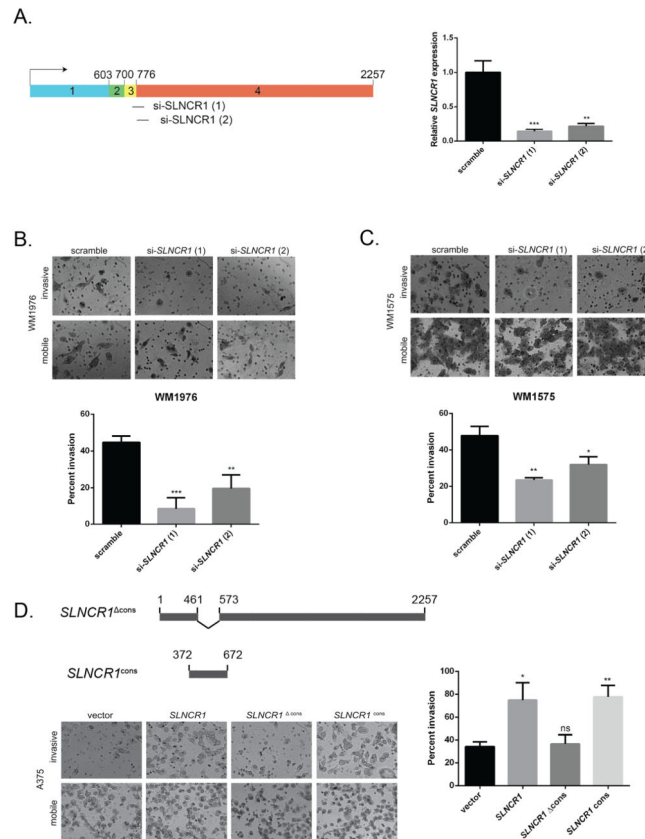 A.
603 700 776 2257
1 2 3 4
si-SLNCR1 (1)
si-SLNCR1 (2)
Relative SLNCR1 expression
1.5
1.0
0.5
0.0
***
**
scramble
si-SLNCR1 (1)
si-SLNCR1 (2)
B.
scramble si-SLNCR1 (1) si-SLNCR1 (2)
WM1976
invasive
mobile
WM1976
Percent invasion
60
40
20
0
***
**
scramble
si-SLNCR1 (1)
si-SLNCR1 (2)
C.
scramble si-SLNCR1 (1) si-SLNCR1 (2
WM1575
invasive
mobile
WM1575
Percent invasion
60
40
20
0
**
*
scramble
si-SLNCR1 (1)
si-SLNCR1 (2)
D.
1 461 573 2257
SLNCR1Δcons
372 672
SLNCR1cons
vector SLNCR1 SLNCR1 Δ cons SLNCR1 cons
A375
invasive
mobile
Percent invasion
100
80
60
40
20
0
*
ns
**
vector
SLNCR1
SLNCR1 Δcons
SLNCR1 cons